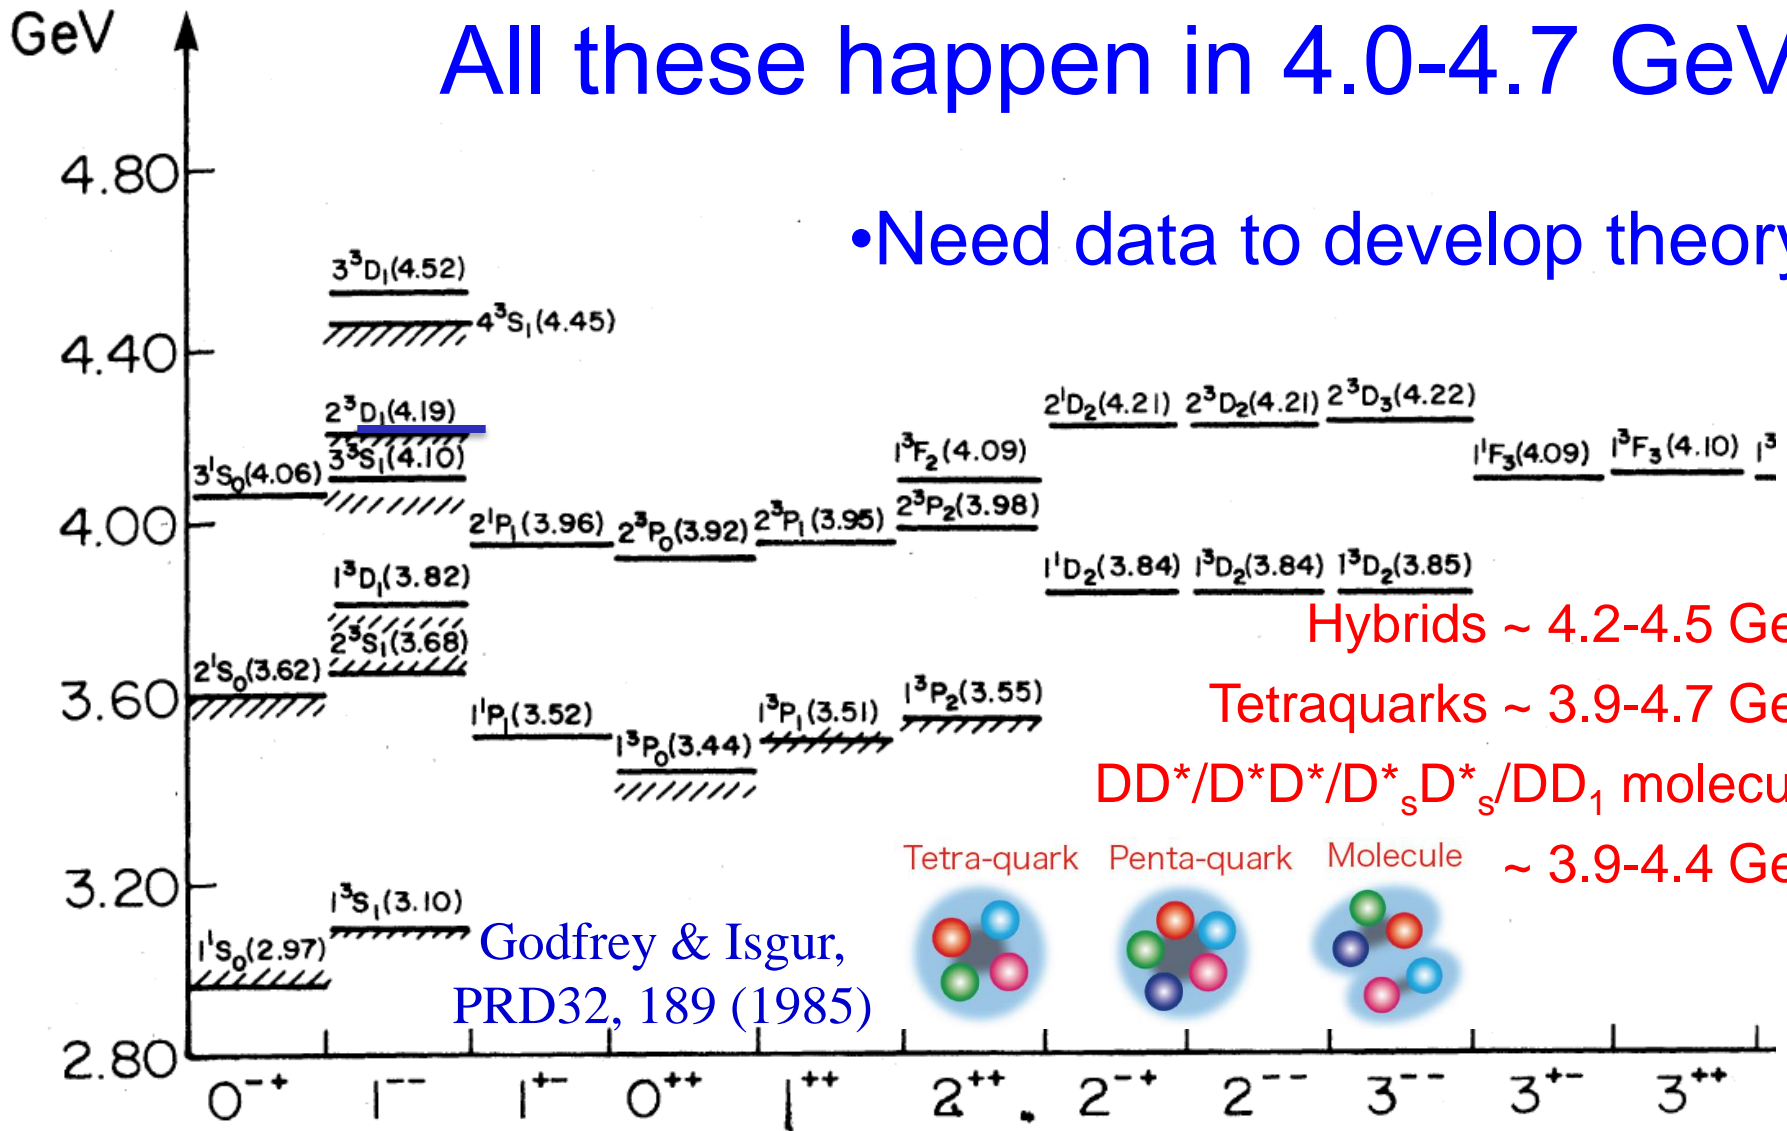 GeV
All these happen in 4.0-4.7 GeV
4.80
•Need data to develop theory
3³D₁(4.52)
4³S₁(4.45)
4.40
2³D₁(4.19)
2¹D₂(4.21) 2³D₂(4.21) 2³D₃(4.22)
3³S₁(4.10)
1³F₂(4.09)
1¹F₃(4.09) 1³F₃(4.10) 1³
3¹S₀(4.06)
4.00
2¹P₁(3.96) 2³P₀(3.92) 2³P₁(3.95) 2³P₂(3.98)
1³D₁(3.82)
1¹D₂(3.84) 1³D₂(3.84) 1³D₂(3.85)
Hybrids ~ 4.2-4.5 Ge
2³S₁(3.68)
2¹S₀(3.62)
3.60
1¹P₁(3.52) 1³P₀(3.44) 1³P₁(3.51) 1³P₂(3.55)
Tetraquarks ~ 3.9-4.7 Ge
DD*/D*D*/D*ₛD*ₛ/DD₁ molecu
~ 3.9-4.4 Ge
Tetra-quark Penta-quark Molecule
3.20
1³S₁(3.10)
1¹S₀(2.97)
Godfrey & Isgur,
PRD32, 189 (1985)
2.80
0⁻⁺ 1⁻⁻ 1⁺⁻ 0⁺⁺ 1⁺⁺ 2⁺⁺ 2⁻⁺ 2⁻⁻ 3⁻⁻ 3⁺⁻ 3⁺⁺